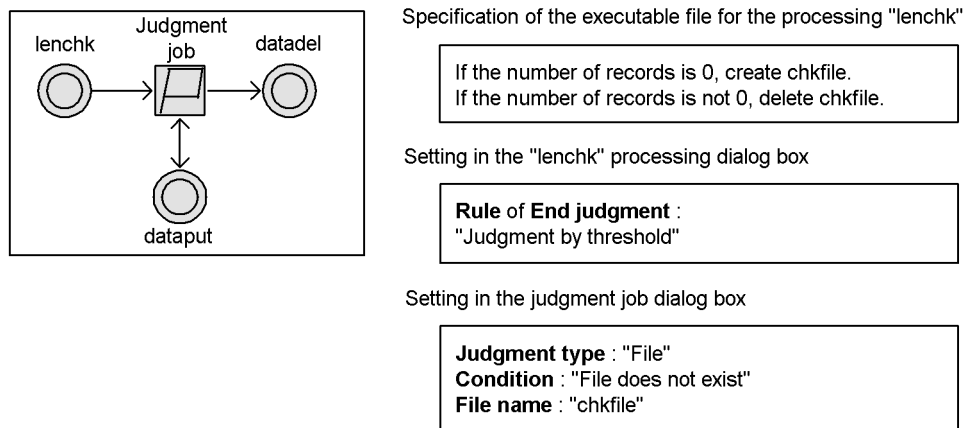 lenchk
Judgment
job
datadel
dataput
Specification of the executable file for the processing "lenchk"
If the number of records is 0, create chkfile.
If the number of records is not 0, delete chkfile.
Setting in the "lenchk" processing dialog box
Rule of End judgment :
"Judgment by threshold"
Setting in the judgment job dialog box
Judgment type : "File"
Condition : "File does not exist"
File name : "chkfile"